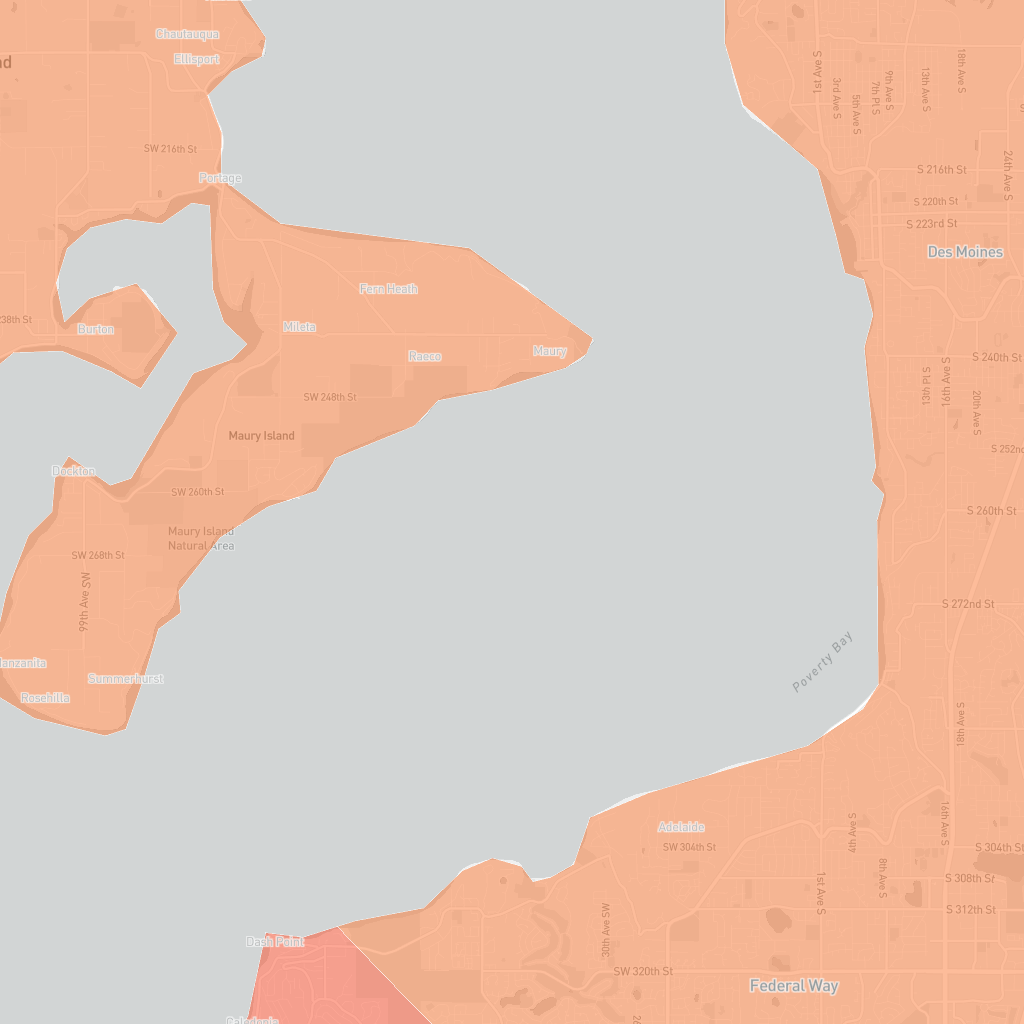 Chautauqua
Ellisport
nd
1st Ave S
3rd Ave S
5th Ave S
7th Pl S
9th Ave S
13th Ave S
18th Ave S
SW 216th St
S 216th St
24th Ave S
Portage
S 220th St
S 223rd St
Des Moines
Fern Heath
238th St
Burton
Mileta
Raeco
Maury
S 240th St
13th Pl S
16th Ave S
20th Ave S
SW 248th St
Maury Island
S 252nd
Dockton
SW 260th St
S 260th St
Maury Island
Natural Area
SW 268th St
99th Ave SW
S 272nd St
Manzanita
Summerhurst
Rosehilla
Poverty Bay
18th Ave S
Adelaide
SW 304th St
4th Ave S
16th Ave S
S 304th St
1st Ave S
8th Ave S
S 308th St
S 312th St
30th Ave SW
Dash Point
SW 320th St
Federal Way
Caledonia